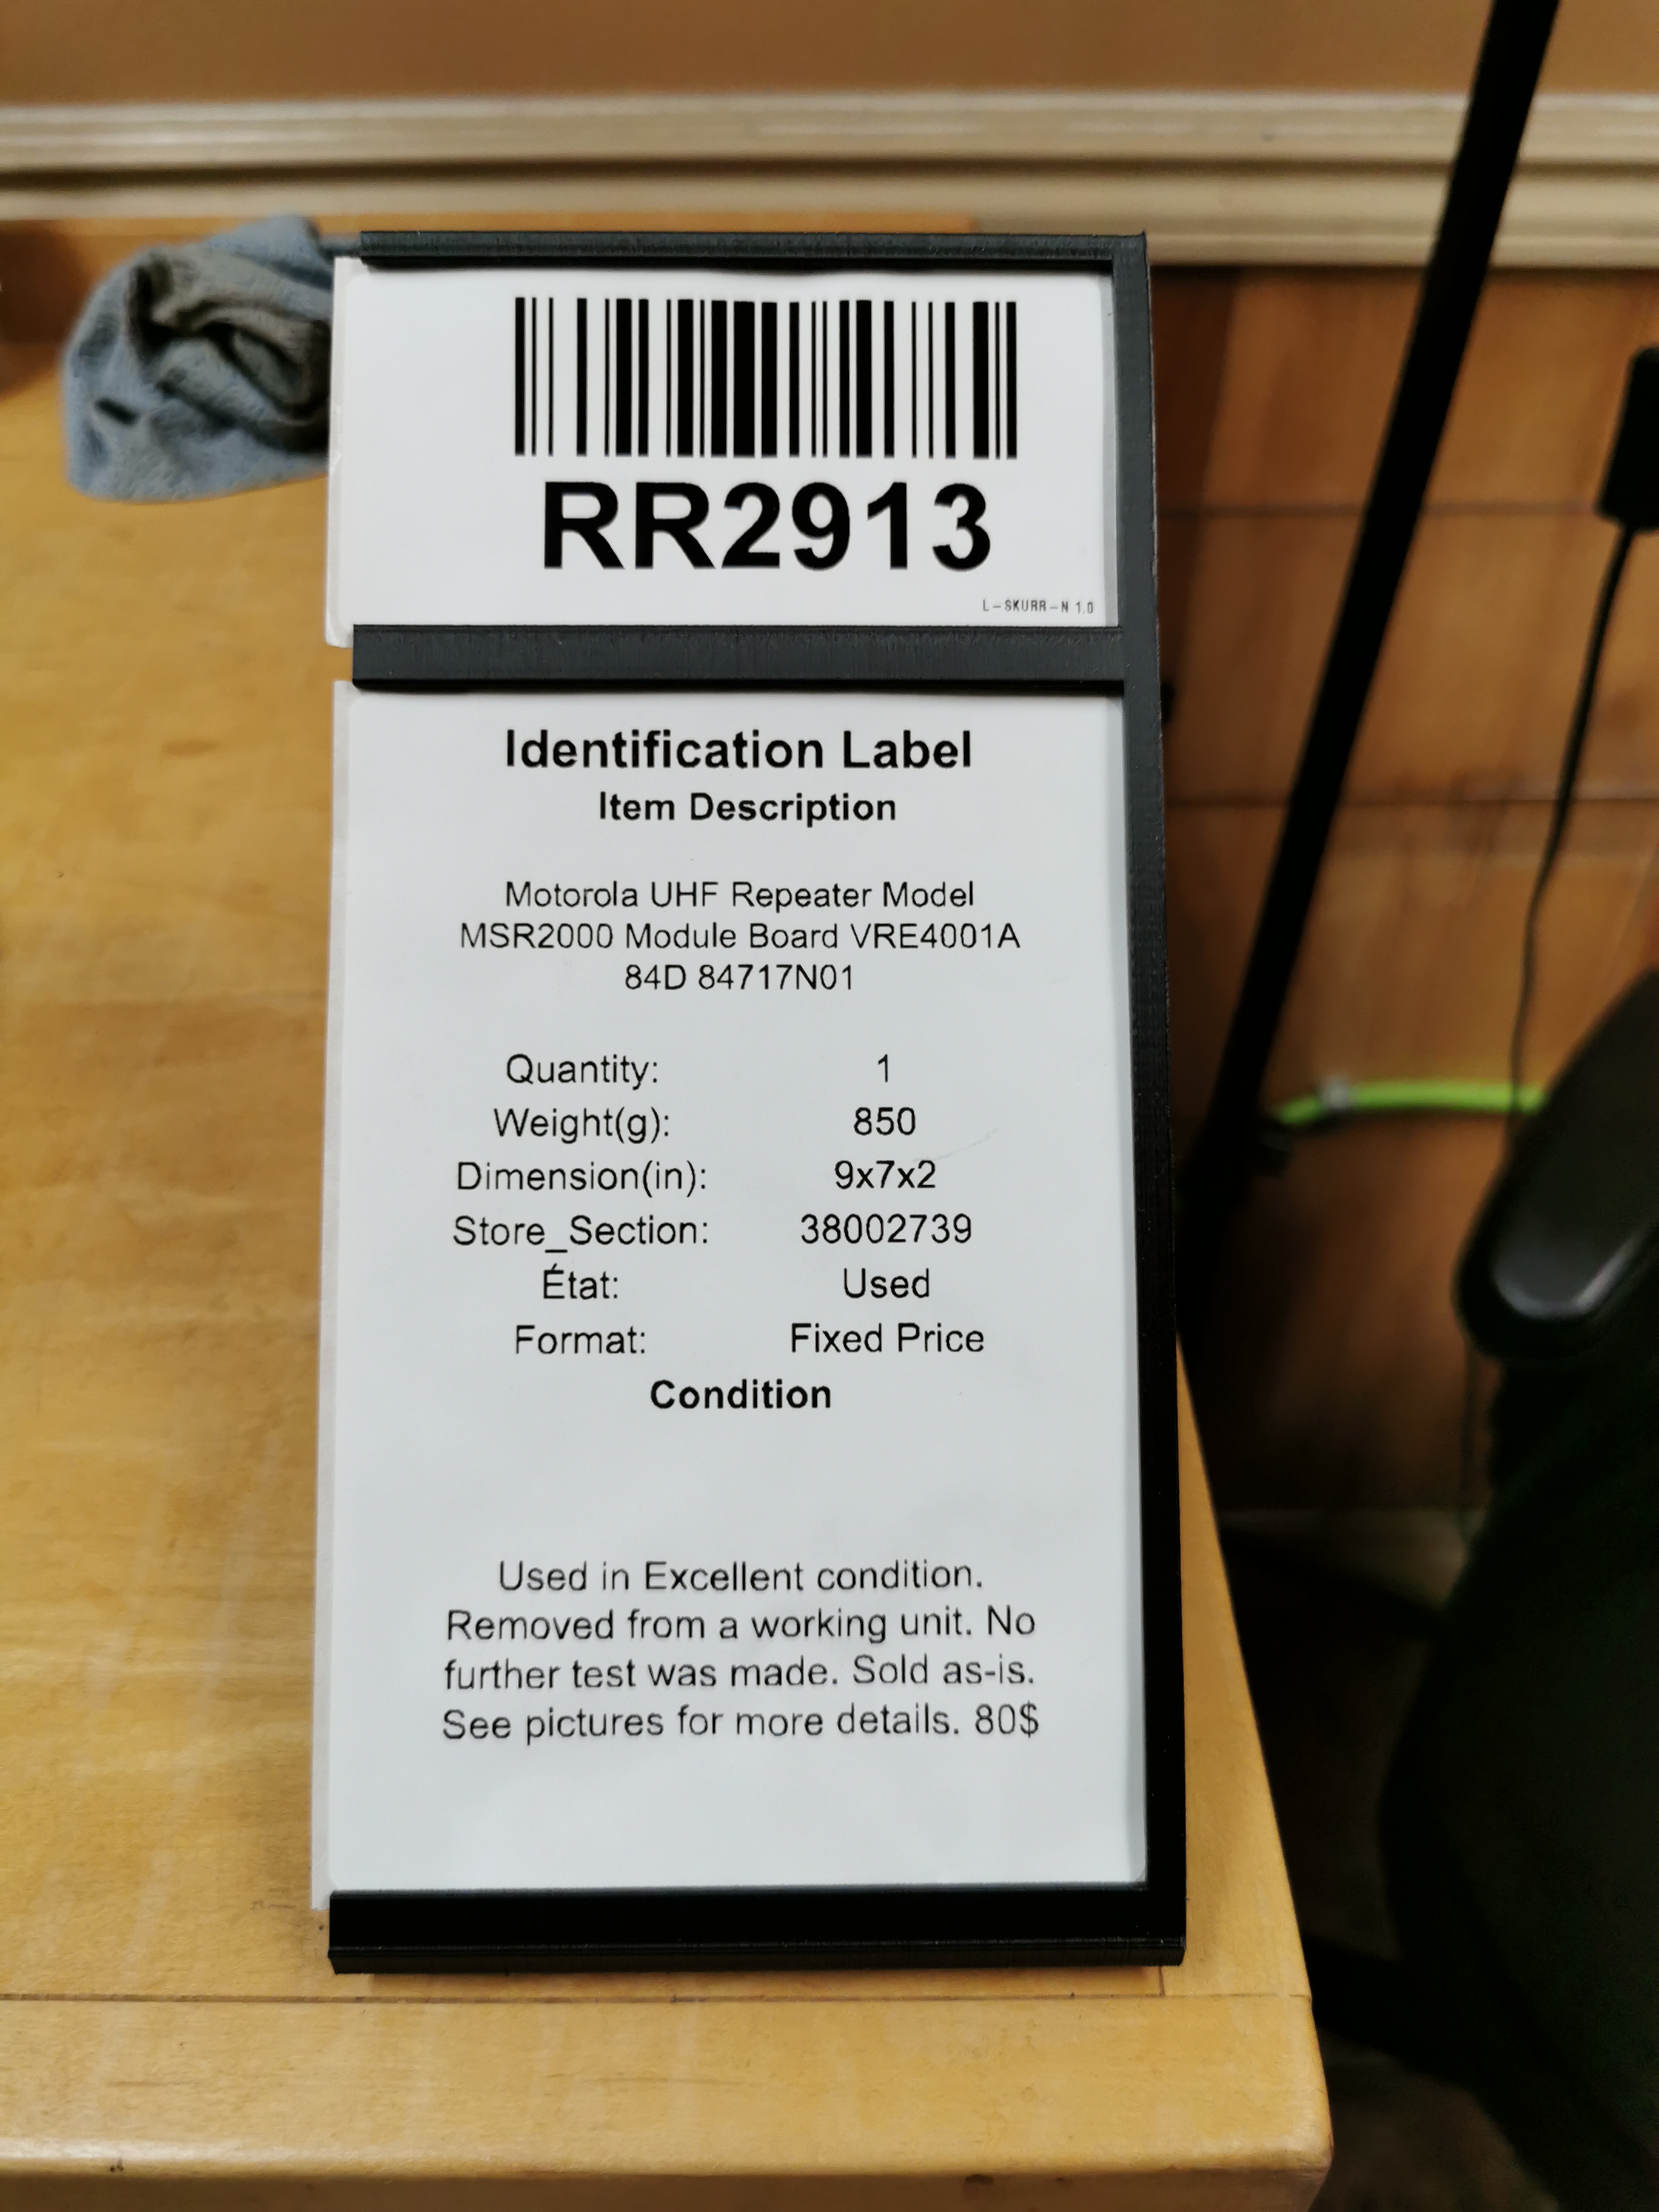 RR2913
L-SKURR-N 1.0
Identification Label
Item Description
Motorola UHF Repeater Model
MSR2000 Module Board VRE4001A
84D 84717N01
Quantity: 1
Weight(g): 850
Dimension(in): 9x7x2
Store_Section: 38002739
État: Used
Format: Fixed Price
Condition
Used in Excellent condition.
Removed from a working unit. No
further test was made. Sold as-is.
See pictures for more details. 80$